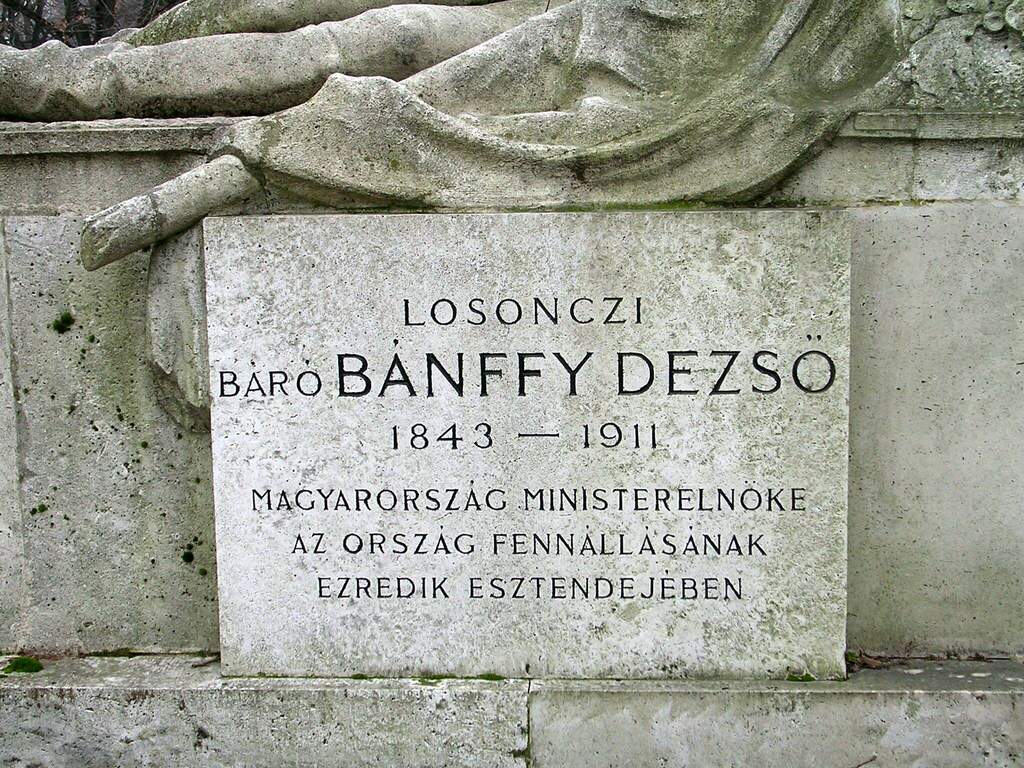 LOSONCZI
BÁRÓ BÁNFFY DEZSŐ
1843 — 1911
MAGYARORSZÁG MINISTERELNÖKE
AZ ORSZÁG FENNÁLLÁSÁNAK
EZREDIK ESZTENDEJÉBEN